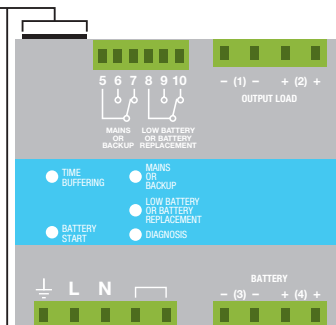 5 6 7 8 9 10
MAINS
OR
BACKUP
LOW BATTERY
OR BATTERY
REPLACEMENT
– (1) – + (2) +
OUTPUT LOAD
TIME
BUFFERING
MAINS
OR
BACKUP
LOW BATTERY
OR BATTERY
REPLACEMENT
BATTERY
START
DIAGNOSIS
L N
BATTERY
– (3) – + (4) +